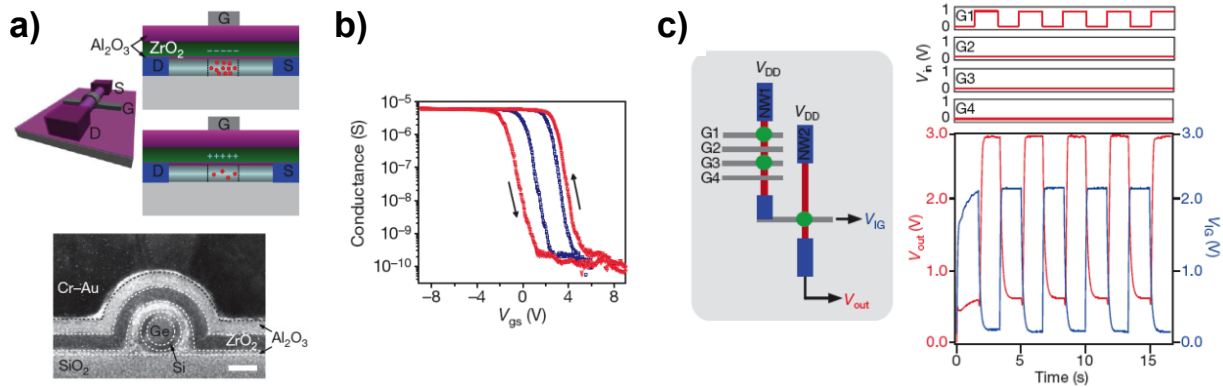 a)
G
Al₂O₃
ZrO₂
– – – – –
D
S
S
G
D
G
+++++
D
S
Cr–Au
Ge
Al₂O₃
ZrO₂
SiO₂
Si
b)
Conductance (S)
10⁻⁵
10⁻⁶
10⁻⁷
10⁻⁸
10⁻⁹
10⁻¹⁰
–8
–4
0
4
8
Vgs (V)
c)
VDD
NW1
VDD
NW2
G1
G2
G3
G4
VIG
Vout
Vin (V)
1
0
G1
1
0
G2
1
0
G3
1
0
G4
3.0
2.0
1.0
0.0
Vout (V)
3.0
2.0
1.0
0.0
VIG (V)
0
5
10
15
Time (s)